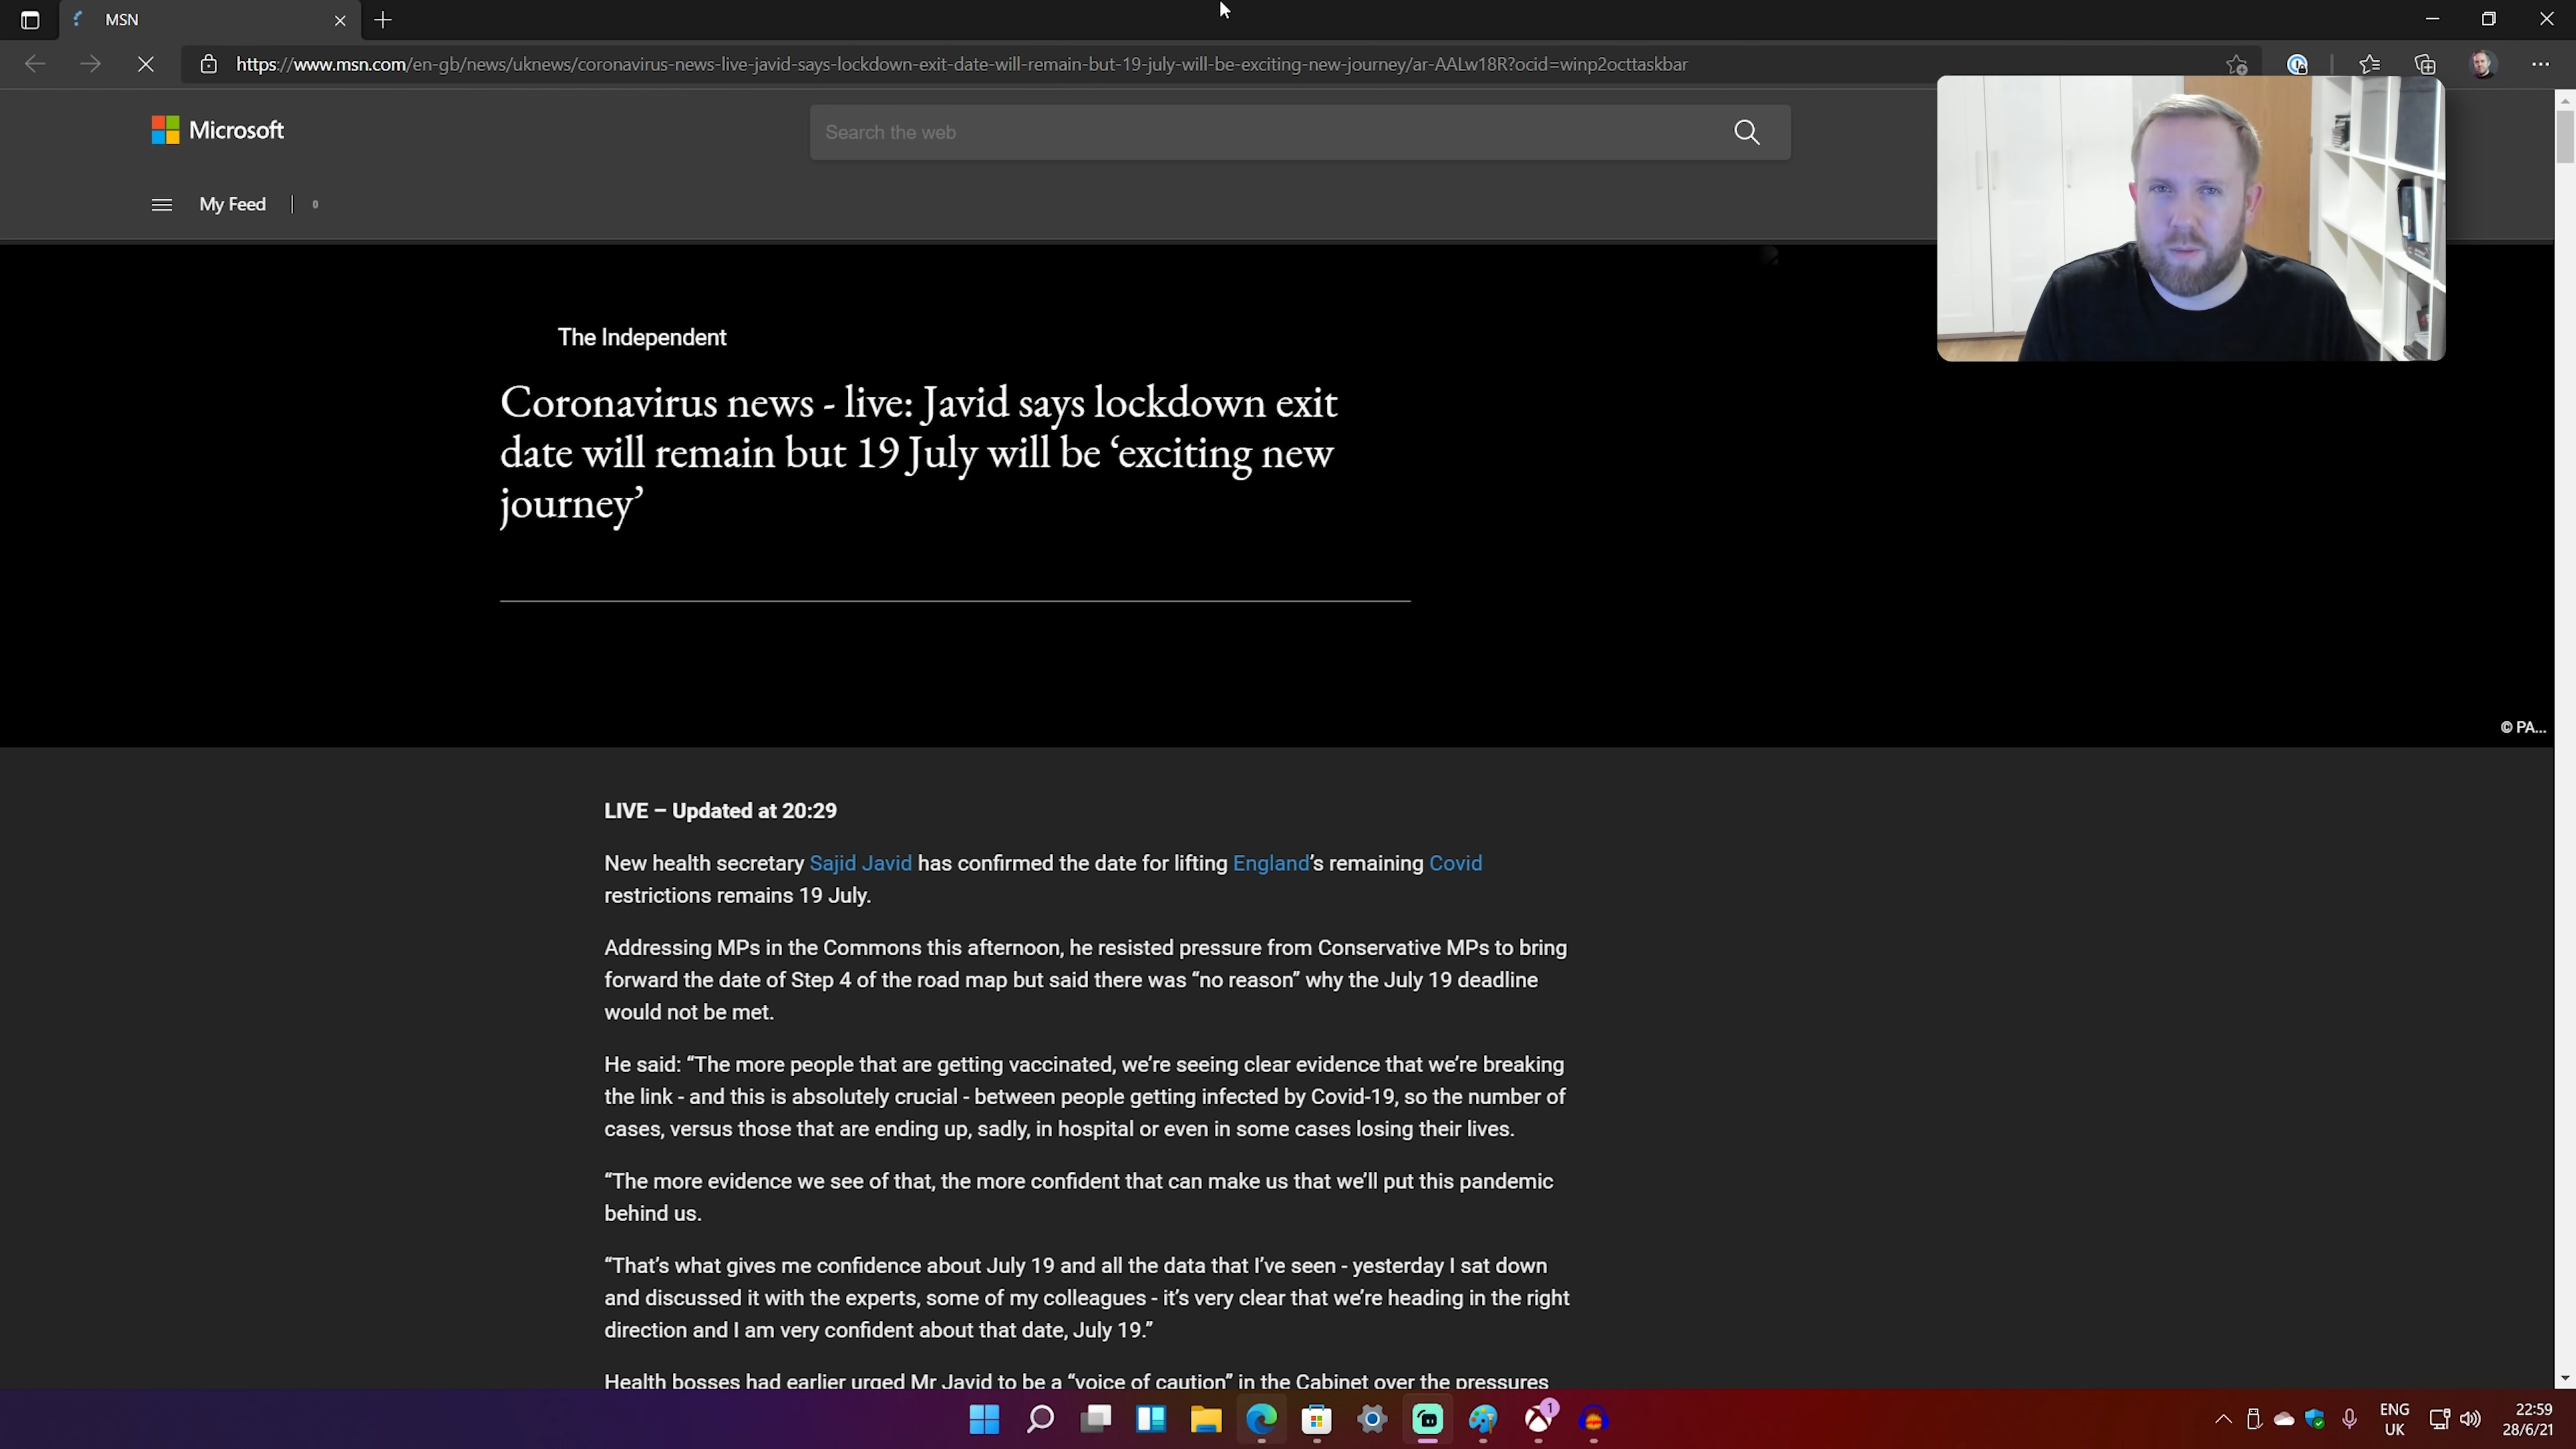 MSN
https://www.msn.com/en-gb/news/uknews/coronavirus-news-live-javid-says-lockdown-exit-date-will-remain-but-19-july-will-be-exciting-new-journey/ar-AALw18R?ocid=winp2octtaskbar
Microsoft
Search the web
My Feed
0
The Independent
Coronavirus news - live: Javid says lockdown exit
date will remain but 19 July will be ‘exciting new
journey’
© PA...
LIVE – Updated at 20:29
New health secretary Sajid Javid has confirmed the date for lifting England’s remaining Covid
restrictions remains 19 July.
Addressing MPs in the Commons this afternoon, he resisted pressure from Conservative MPs to bring
forward the date of Step 4 of the road map but said there was “no reason” why the July 19 deadline
would not be met.
He said: “The more people that are getting vaccinated, we’re seeing clear evidence that we’re breaking
the link - and this is absolutely crucial - between people getting infected by Covid-19, so the number of
cases, versus those that are ending up, sadly, in hospital or even in some cases losing their lives.
“The more evidence we see of that, the more confident that can make us that we’ll put this pandemic
behind us.
“That’s what gives me confidence about July 19 and all the data that I’ve seen - yesterday I sat down
and discussed it with the experts, some of my colleagues - it’s very clear that we’re heading in the right
direction and I am very confident about that date, July 19.”
Health bosses had earlier urged Mr Javid to be a “voice of caution” in the Cabinet over the pressures
1
ENG
UK
22:59
28/6/21